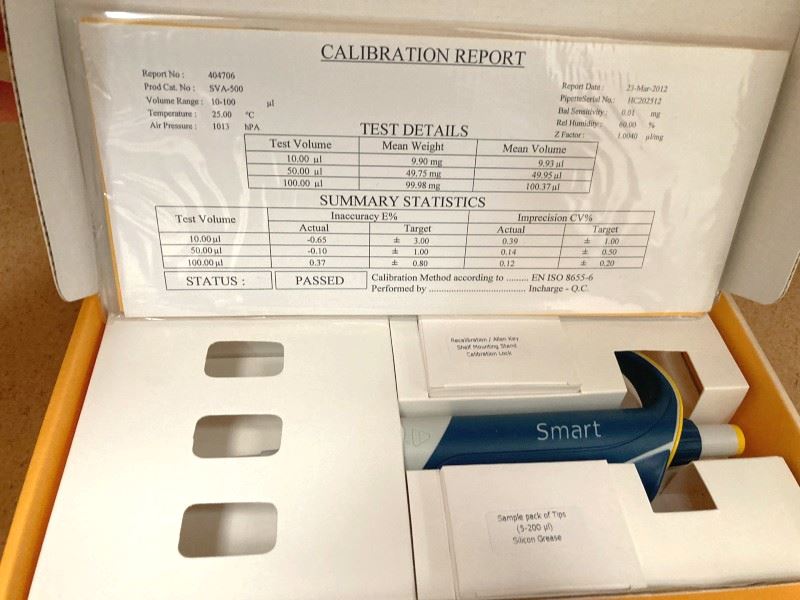 CALIBRATION REPORT
Report No : 404706
Prod Cat. No : SVA-500
Volume Range : 10-100 µl
Temperature : 25.00 °C
Air Pressure : 1013 hPA
Report Date : 23-Mar-2012
PipetteSerial No. HC202512
Bal Sensitivity : 0.01 mg
Rel Humidity : 60.00 %
Z Factor : 1.0040 µl/mg
TEST DETAILS
Test Volume Mean Weight Mean Volume
10.00 µl 9.90 mg 9.93 µl
50.00 µl 49.75 mg 49.95 µl
100.00 µl 99.98 mg 100.37 µl
SUMMARY STATISTICS
Test Volume Inaccuracy E% Imprecision CV%
Actual Target Actual Target
10.00 µl -0.65 ± 3.00 0.39 ± 1.00
50.00 µl -0.10 ± 1.00 0.14 ± 0.50
100.00 µl 0.37 ± 0.80 0.12 ± 0.20
STATUS : PASSED
Calibration Method according to ......... EN ISO 8655-6
Performed by ..................................... Incharge - Q.C.
Recalibration / Allen Key
Shelf Mounting Stand
Calibration Lock
Smart
Sample pack of Tips
(5-200 µl)
Silicon Grease